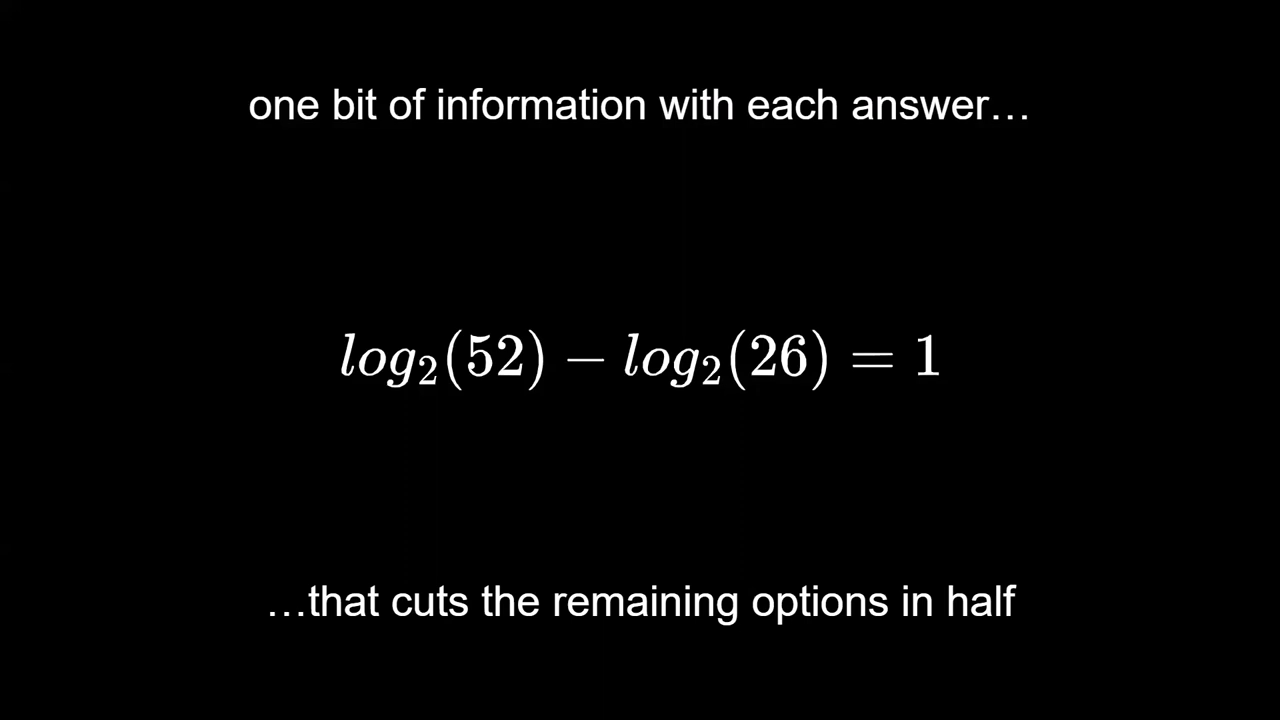 one bit of information with each answer…
log₂(52) − log₂(26) = 1
…that cuts the remaining options in half